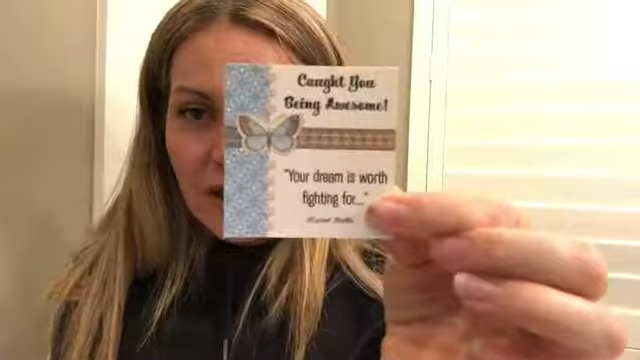 Caught You
Being Awesome!
"Your dream is worth
fighting for..."